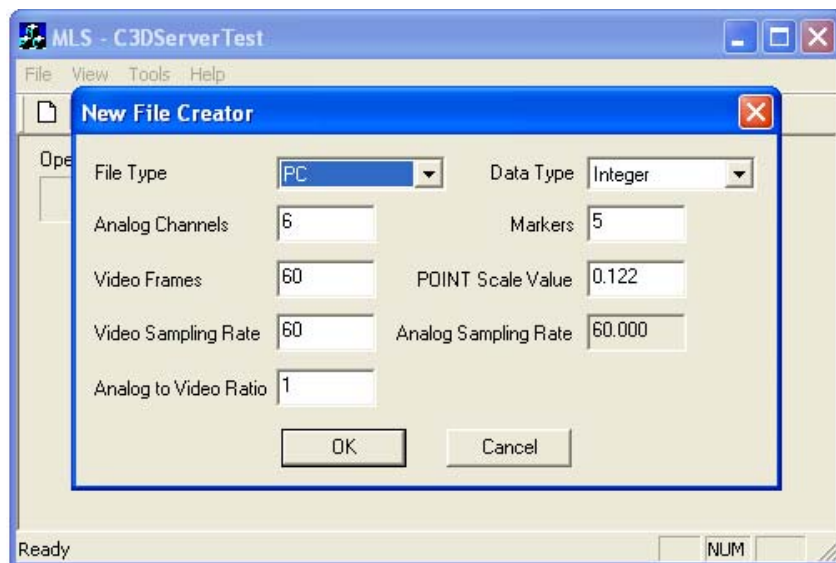 MLS - C3DServerTest
File View Tools Help
New File Creator
Ope
File Type PC Data Type Integer
Analog Channels 6 Markers 5
Video Frames 60 POINT Scale Value 0.122
Video Sampling Rate 60 Analog Sampling Rate 60.000
Analog to Video Ratio 1
OK Cancel
Ready NUM